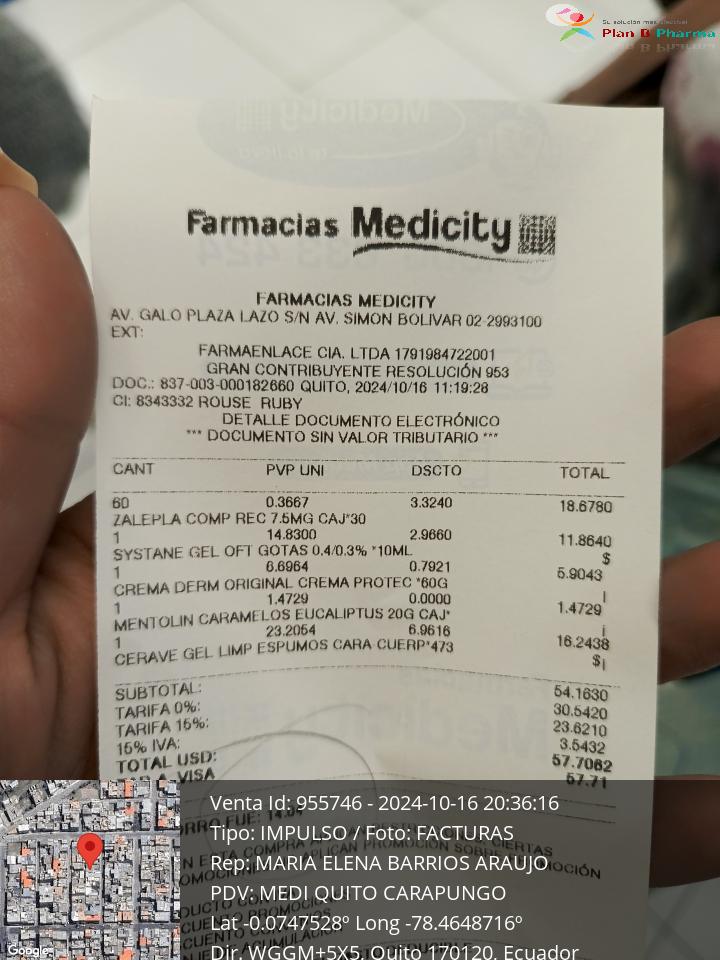 Su solución más efectiva!
Plan B Pharma
Farmacias Medicity
FARMACIAS MEDICITY
AV. GALO PLAZA LAZO S/N AV. SIMON BOLIVAR 02-2993100
EXT:
FARMAENLACE CIA. LTDA 1791984722001
GRAN CONTRIBUYENTE RESOLUCIÓN 953
DOC.: 837-003-000182660 QUITO, 2024/10/16 11:19:28
CI: 8343332 ROUSE RUBY
DETALLE DOCUMENTO ELECTRÓNICO
*** DOCUMENTO SIN VALOR TRIBUTARIO ***
CANT PVP UNI DSCTO TOTAL
60 0.3667 3.3240 18.6780
ZALEPLA COMP REC 7.5MG CAJ*30
1 14.8300 2.9660 11.8640
SYSTANE GEL OFT GOTAS 0.4/0.3% *10ML $
1 6.6964 0.7921 5.9043
CREMA DERM ORIGINAL CREMA PROTEC *60G
1 1.4729 0.0000 1.4729
MENTOLIN CARAMELOS EUCALIPTUS 20G CAJ*
1 23.2054 6.9616 16.2438
CERAVE GEL LIMP ESPUMOS CARA CUERP*473 $
SUBTOTAL: 54.1630
TARIFA 0%: 30.5420
TARIFA 15%: 23.6210
15% IVA: 3.5432
TOTAL USD: 57.7062
VISA 57.71
Venta Id: 955746 - 2024-10-16 20:36:16
Tipo: IMPULSO / Foto: FACTURAS
Rep: MARIA ELENA BARRIOS ARAUJO
PDV: MEDI QUITO CARAPUNGO
Lat -0.0747528º Long -78.4648716º
Dir. WGGM+5X5, Quito 170120, Ecuador
Google